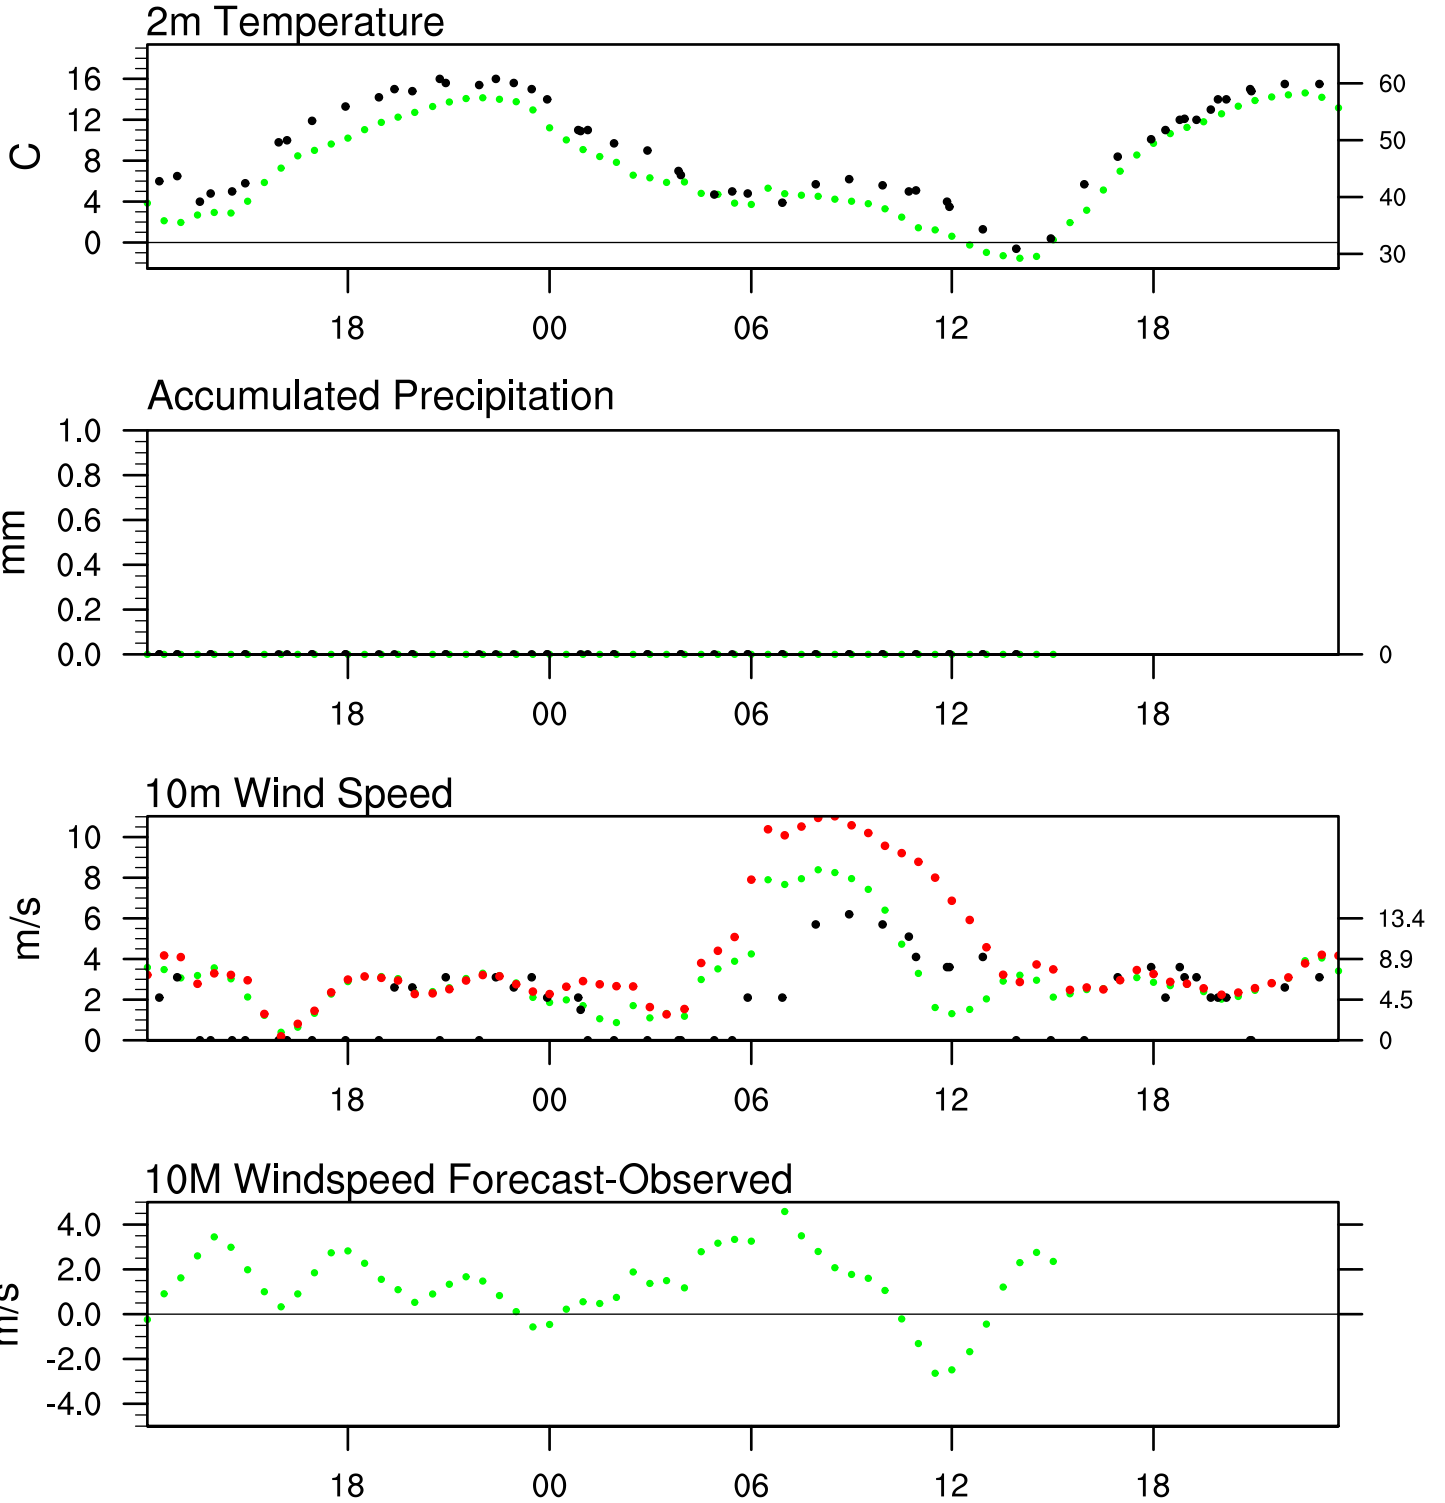 2m Temperature
16
12
8
4
0
C
60
50
40
30
18 00 06 12 18
Accumulated Precipitation
1.0
0.8
0.6
0.4
0.2
0.0
mm
0
18 00 06 12 18
10m Wind Speed
10
8
6
4
2
0
m/s
13.4
8.9
4.5
0
18 00 06 12 18
10M Windspeed Forecast-Observed
4.0
2.0
0.0
-2.0
-4.0
m/s
18 00 06 12 18